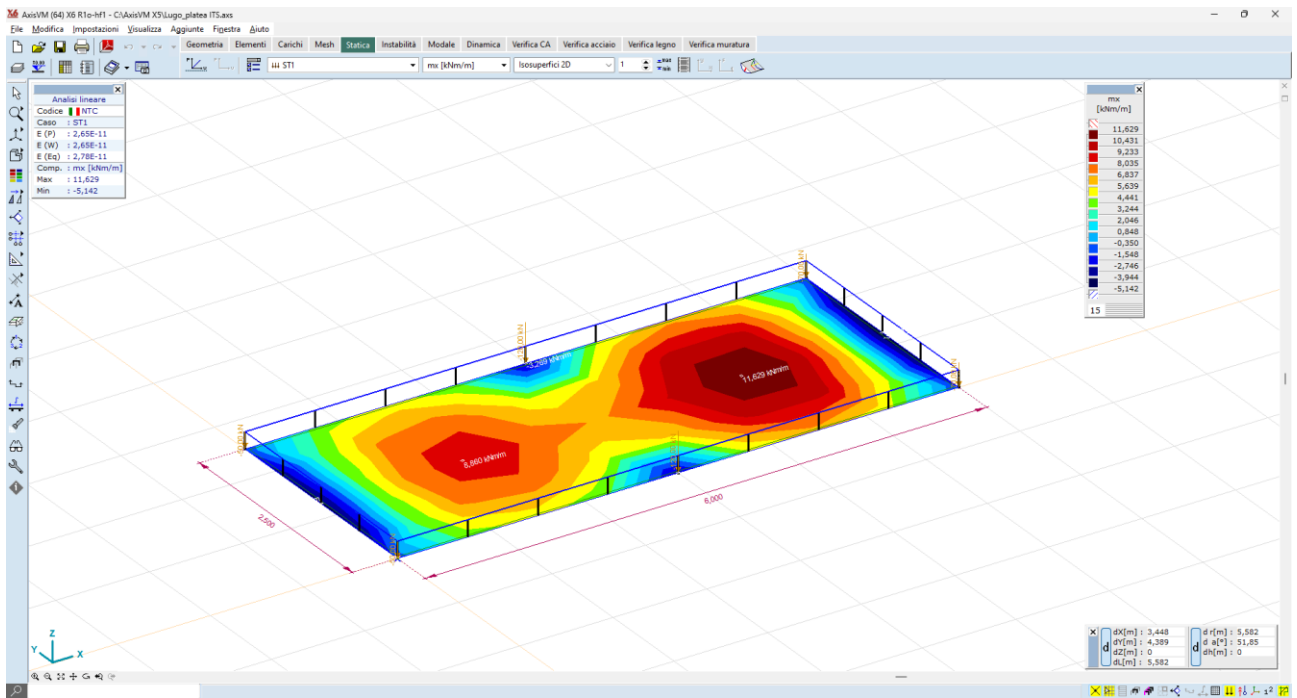 AxisVM (64) X6 R1o-hf1 - C:\AxisVM X5\Lugo_platea ITS.axs
File Modifica Impostazioni Visualizza Aggiunte Finestra Aiuto
Geometria Elementi Carichi Mesh Statica Instabilità Modale Dinamica Verifica CA Verifica acciaio Verifica legno Verifica muratura
ST1 mx [kNm/m] Isosuperfici 2D 1
Analisi lineare
Codice NTC
Caso : ST1
E (P) : 2,65E-11
E (W) : 2,65E-11
E (Eq) : 2,78E-11
Comp. : mx [kNm/m]
Max : 11,629
Min : -5,142
mx
[kNm/m]
11,629
10,431
9,233
8,035
6,837
5,639
4,441
3,244
2,046
0,848
-0,350
-1,548
-2,746
-3,944
-5,142
15
-3,289 kNm/m
11,629 kNm/m
8,860 kNm/m
6,000
2,500
Z
Y
X
dX[m] : 3,448
dY[m] : 4,389
dZ[m] : 0
dL[m] : 5,582
d
d r[m] : 5,582
d a[°] : 51,85
dh[m] : 0